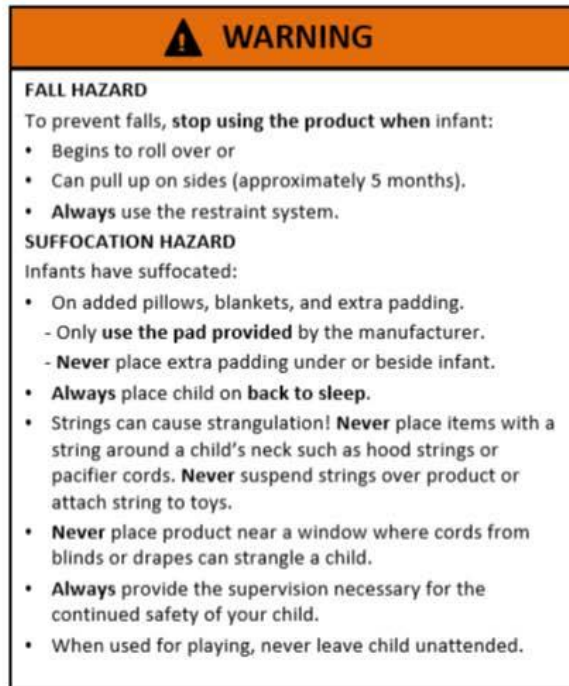 WARNING
FALL HAZARD
To prevent falls, stop using the product when infant:
• Begins to roll over or
• Can pull up on sides (approximately 5 months).
• Always use the restraint system.
SUFFOCATION HAZARD
Infants have suffocated:
• On added pillows, blankets, and extra padding.
- Only use the pad provided by the manufacturer.
- Never place extra padding under or beside infant.
• Always place child on back to sleep.
• Strings can cause strangulation! Never place items with a
string around a child's neck such as hood strings or
pacifier cords. Never suspend strings over product or
attach string to toys.
• Never place product near a window where cords from
blinds or drapes can strangle a child.
• Always provide the supervision necessary for the
continued safety of your child.
• When used for playing, never leave child unattended.